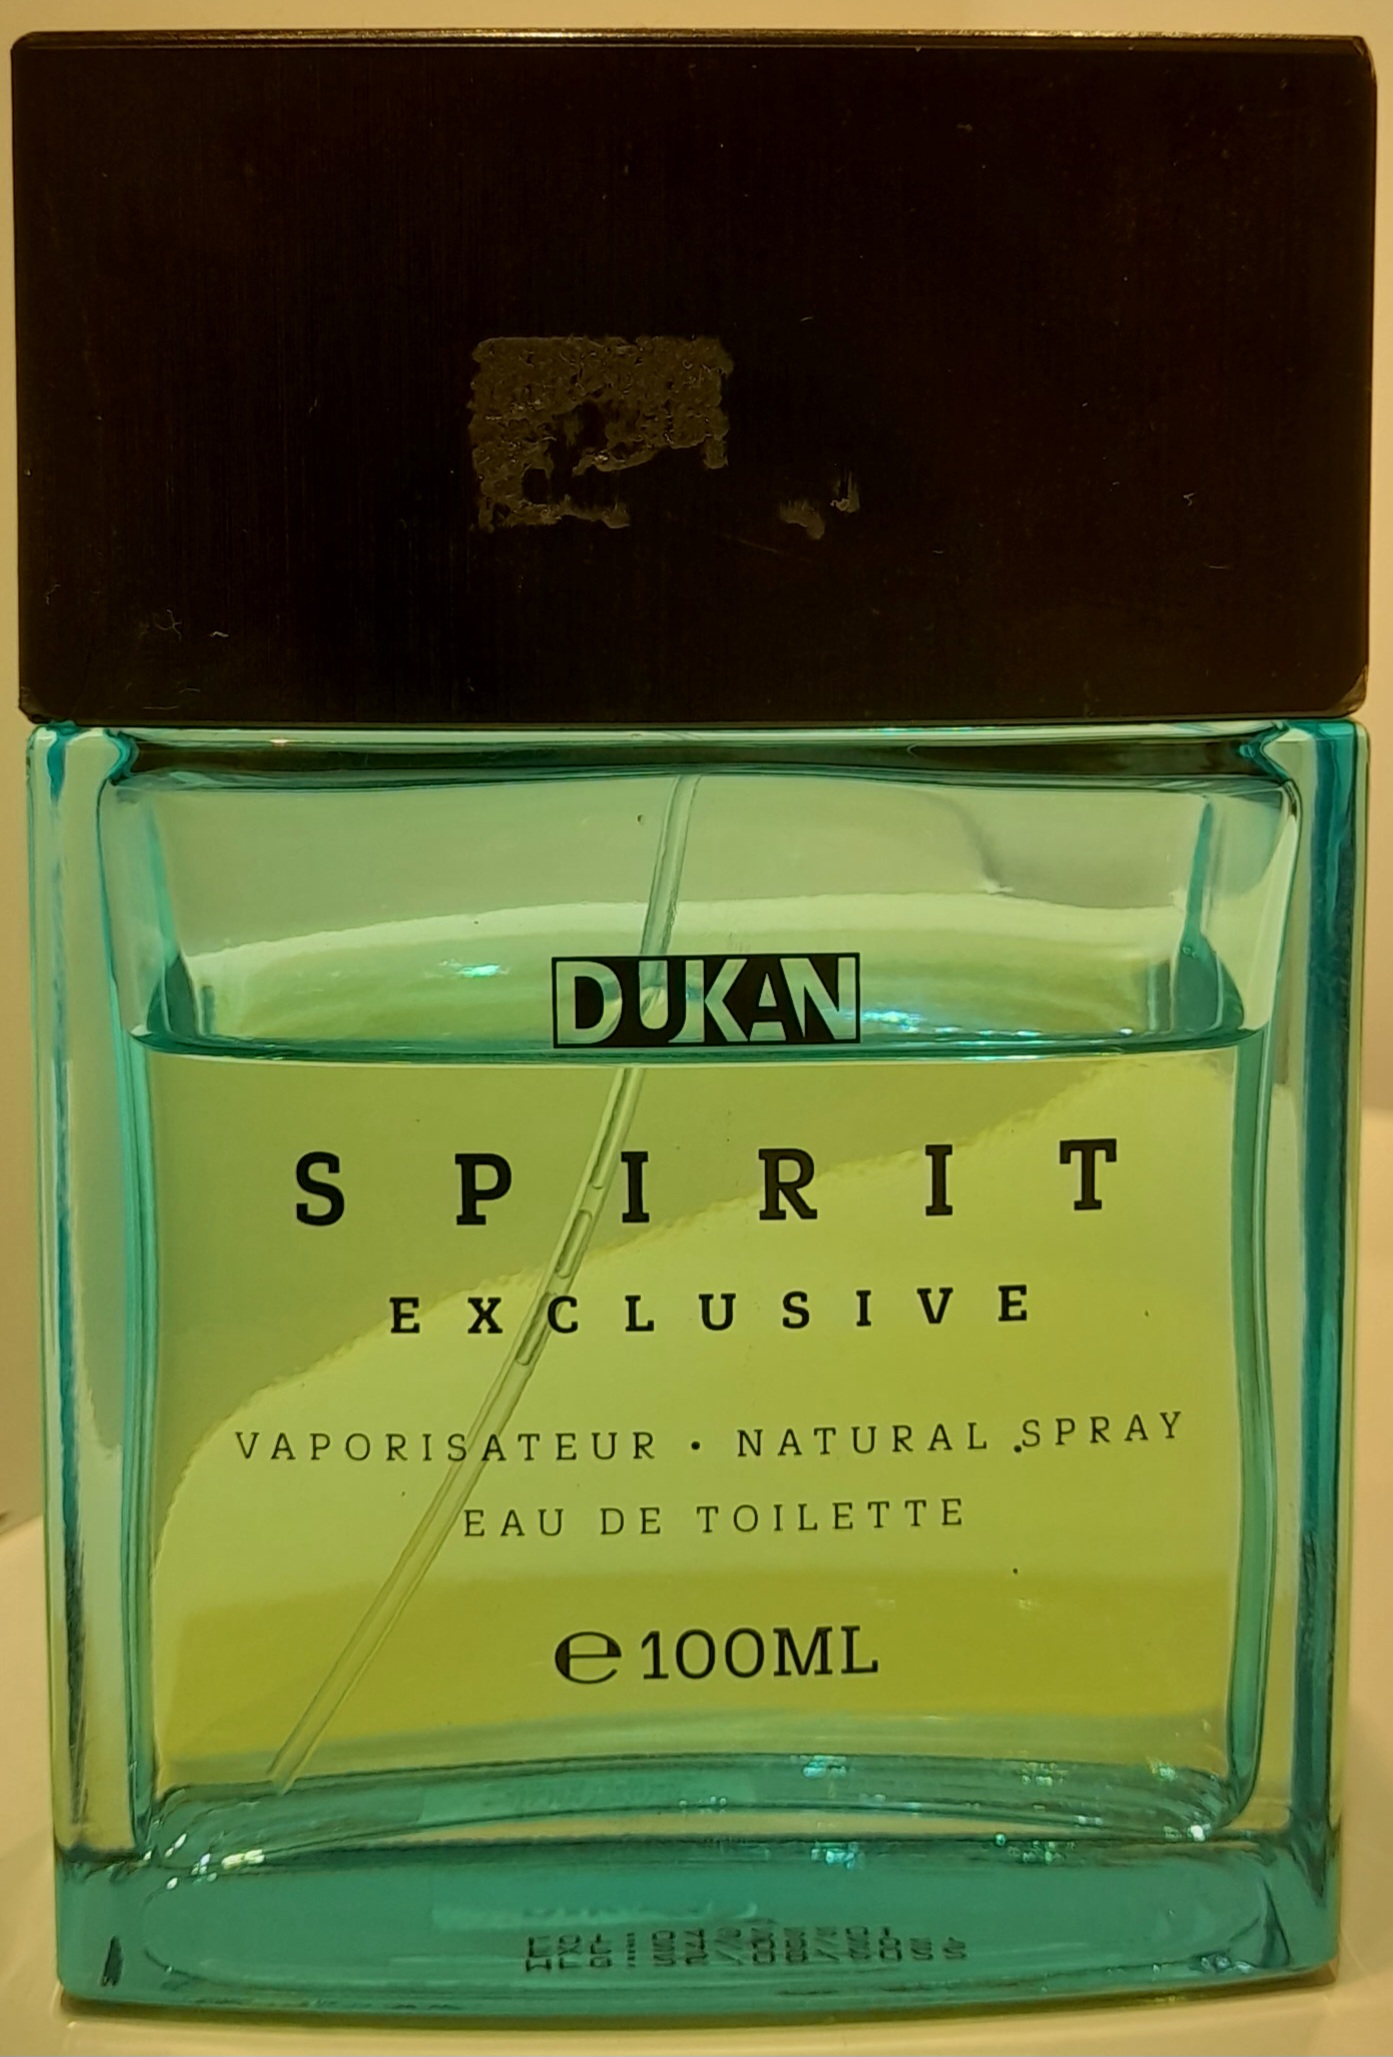 DUKAN
SPIRIT
EXCLUSIVE
VAPORISATEUR • NATURAL SPRAY
EAU DE TOILETTE
℮100ML